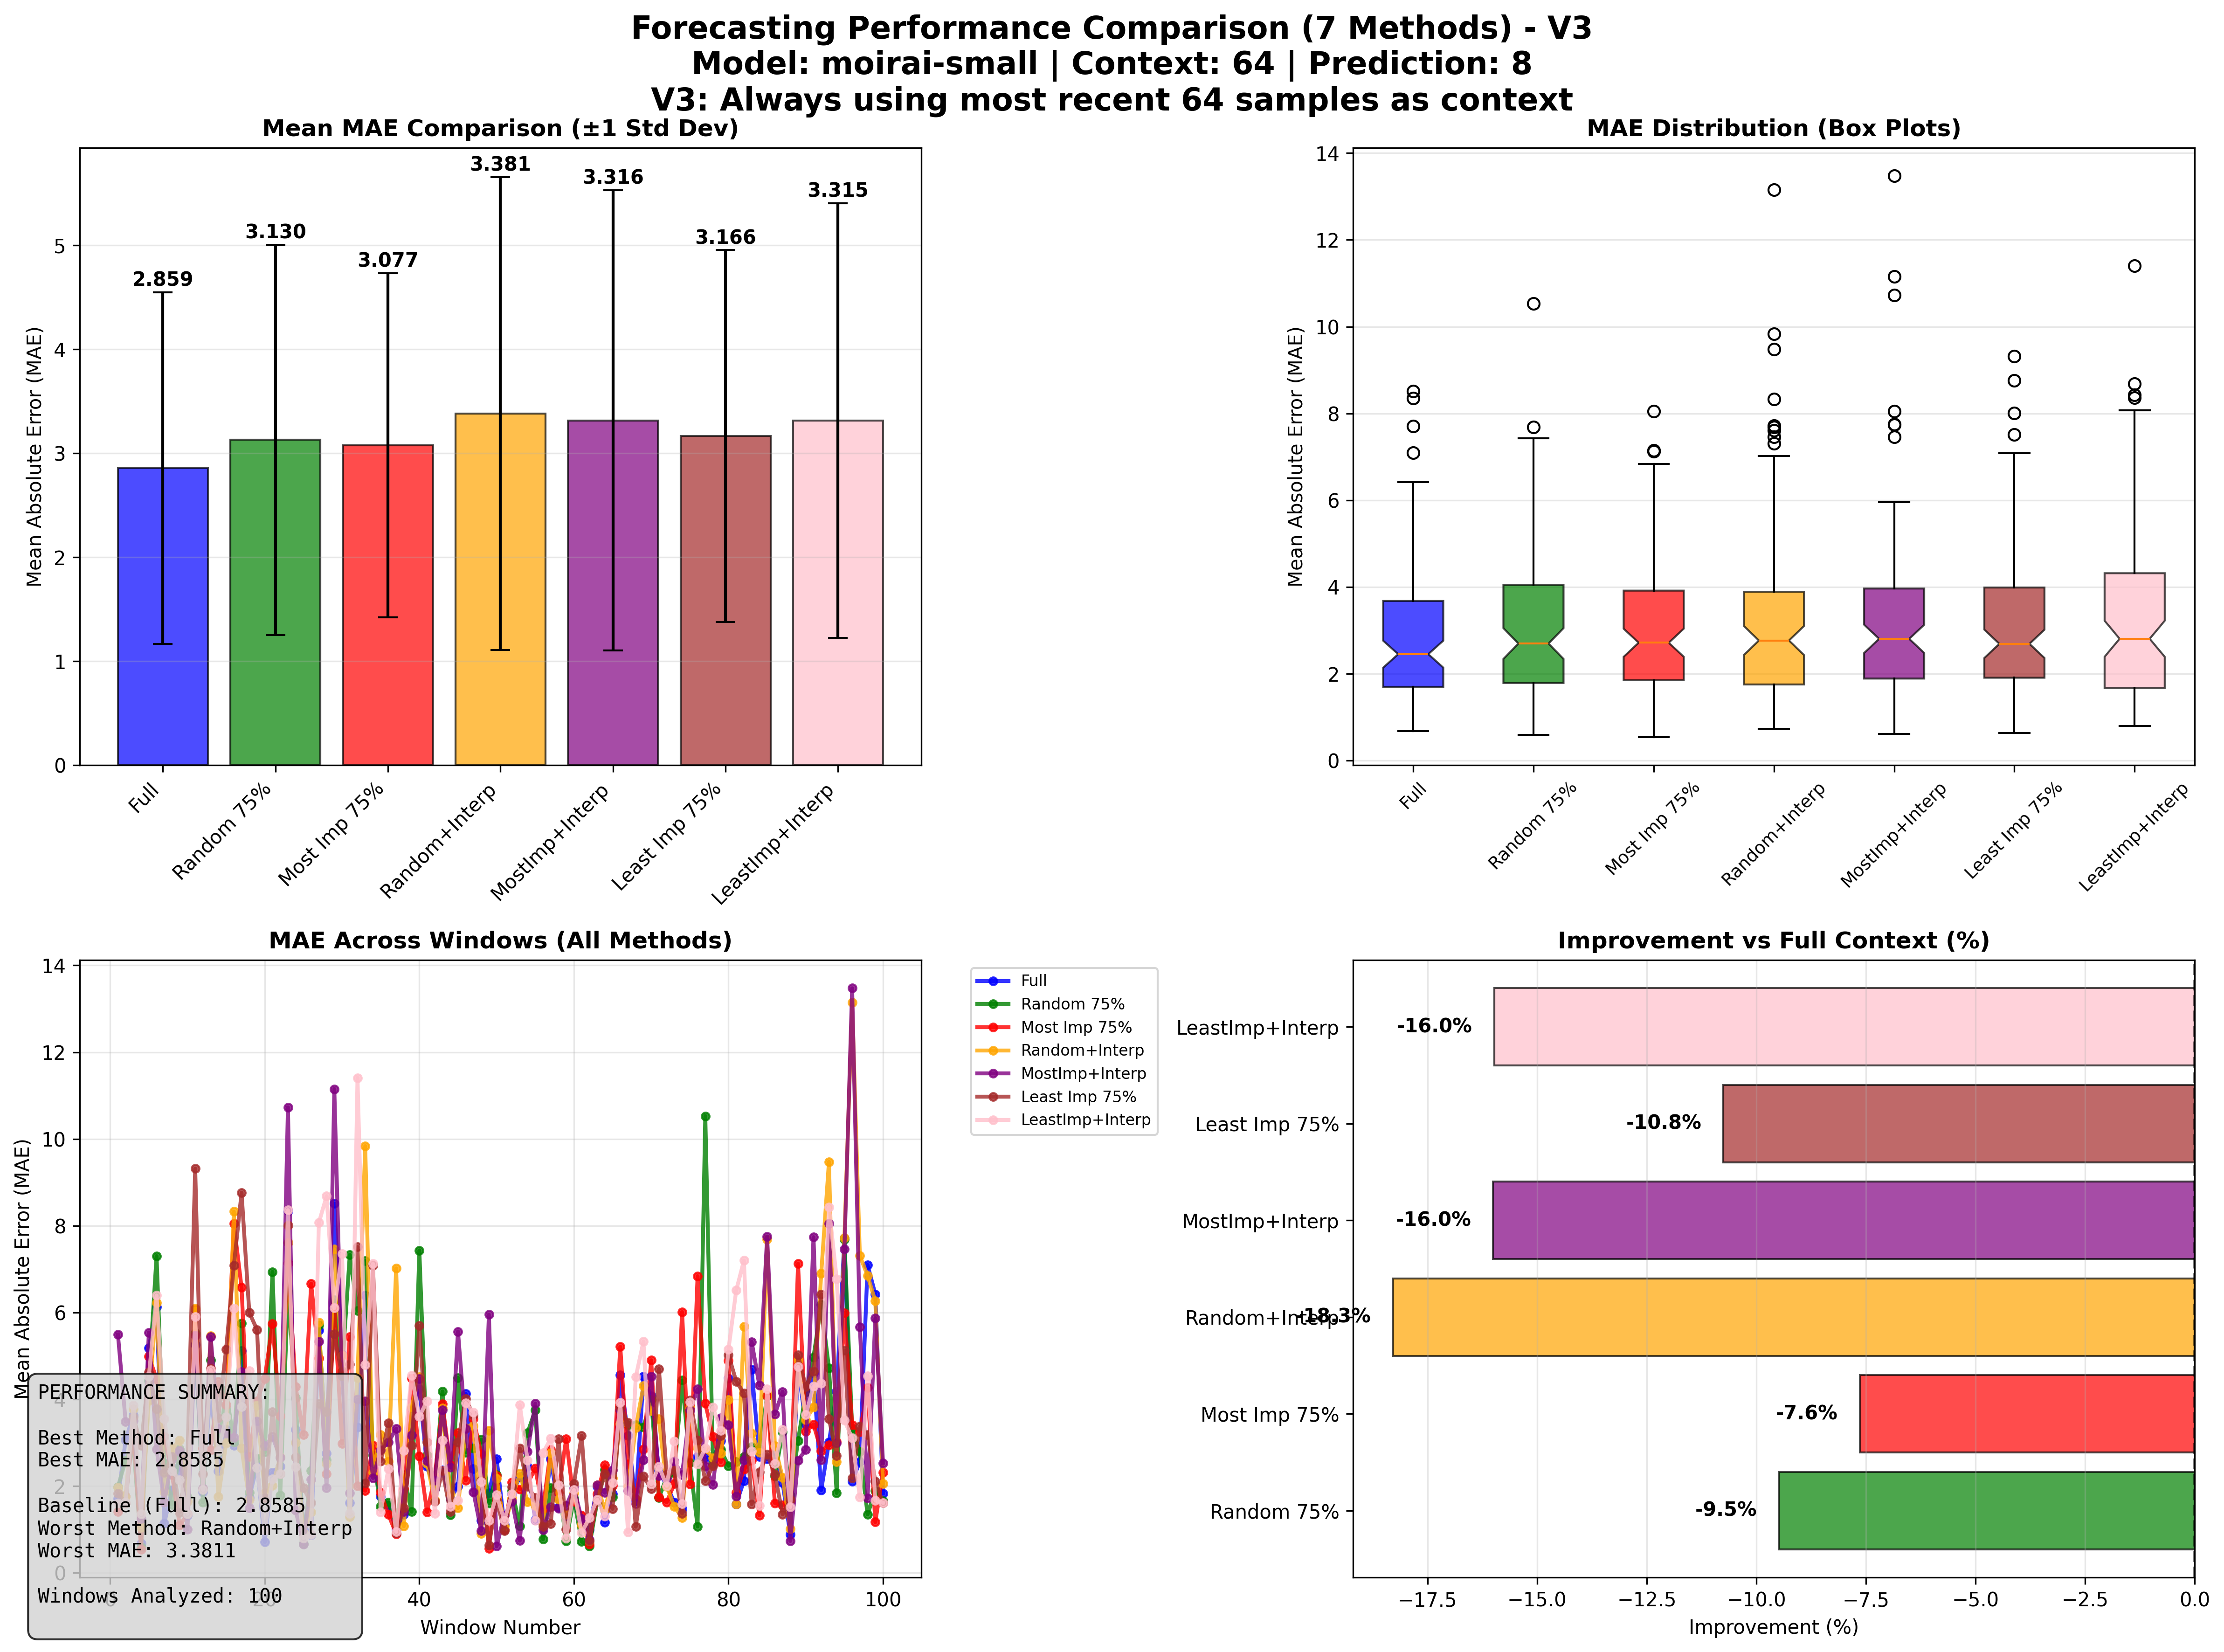 Forecasting Performance Comparison (7 Methods) - V3
Model: moirai-small | Context: 64 | Prediction: 8
V3: Always using most recent 64 samples as context
Mean MAE Comparison (±1 Std Dev)
Mean Absolute Error (MAE)
5
4
3
2
1
0
2.859
3.130
3.077
3.381
3.316
3.166
3.315
Full
Random 75%
Most Imp 75%
Random+Interp
MostImp+Interp
Least Imp 75%
LeastImp+Interp
MAE Distribution (Box Plots)
Mean Absolute Error (MAE)
14
12
10
8
6
4
2
0
Full
Random 75%
Most Imp 75%
Random+Interp
MostImp+Interp
Least Imp 75%
LeastImp+Interp
MAE Across Windows (All Methods)
Mean Absolute Error (MAE)
14
12
10
8
6
4
2
0
0
20
40
60
80
100
Window Number
Full
Random 75%
Most Imp 75%
Random+Interp
MostImp+Interp
Least Imp 75%
LeastImp+Interp
PERFORMANCE SUMMARY:
Best Method: Full
Best MAE: 2.8585
Baseline (Full): 2.8585
Worst Method: Random+Interp
Worst MAE: 3.3811
Windows Analyzed: 100
Improvement vs Full Context (%)
LeastImp+Interp
-16.0%
Least Imp 75%
-10.8%
MostImp+Interp
-16.0%
Random+Interp
-18.3%
Most Imp 75%
-7.6%
Random 75%
-9.5%
−17.5
−15.0
−12.5
−10.0
−7.5
−5.0
−2.5
0.0
Improvement (%)